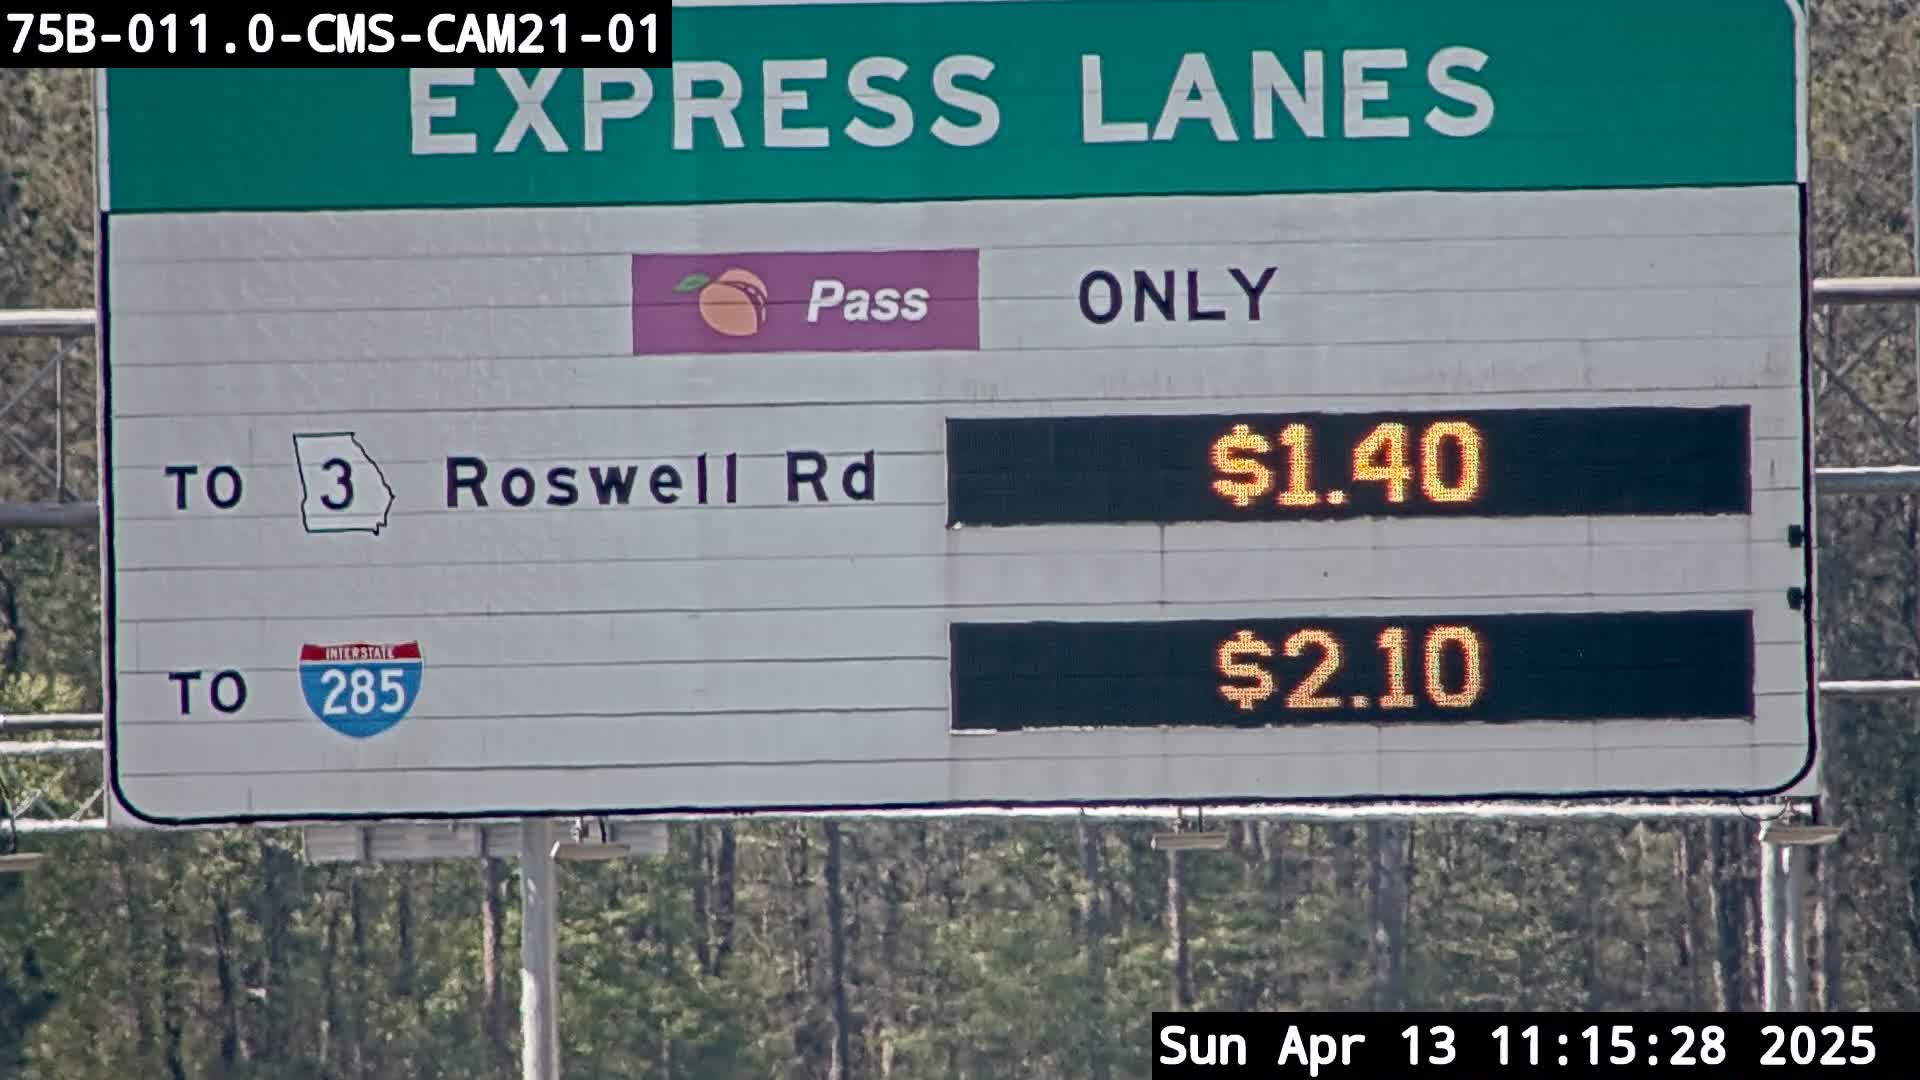 75B-011.0-CMS-CAM21-01
EXPRESS LANES
Pass ONLY
TO 3 Roswell Rd $1.40
INTERSTATE
TO 285 $2.10
Sun Apr 13 11:15:28 2025